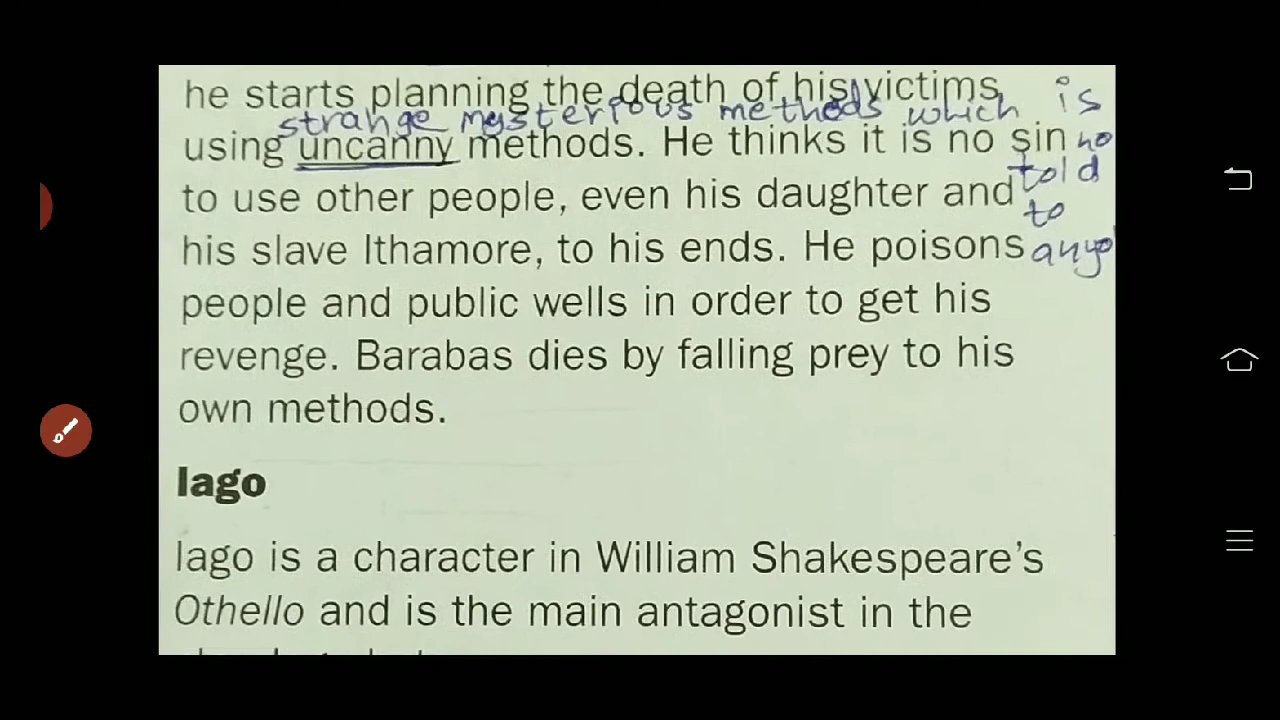 he starts planning the death of his victims
strange mysterious methods which is
using uncanny methods. He thinks it is no sin no
to use other people, even his daughter and told
to
his slave Ithamore, to his ends. He poisons
people and public wells in order to get his
revenge. Barabas dies by falling prey to his
own methods.
Iago
Iago is a character in William Shakespeare's
Othello and is the main antagonist in the